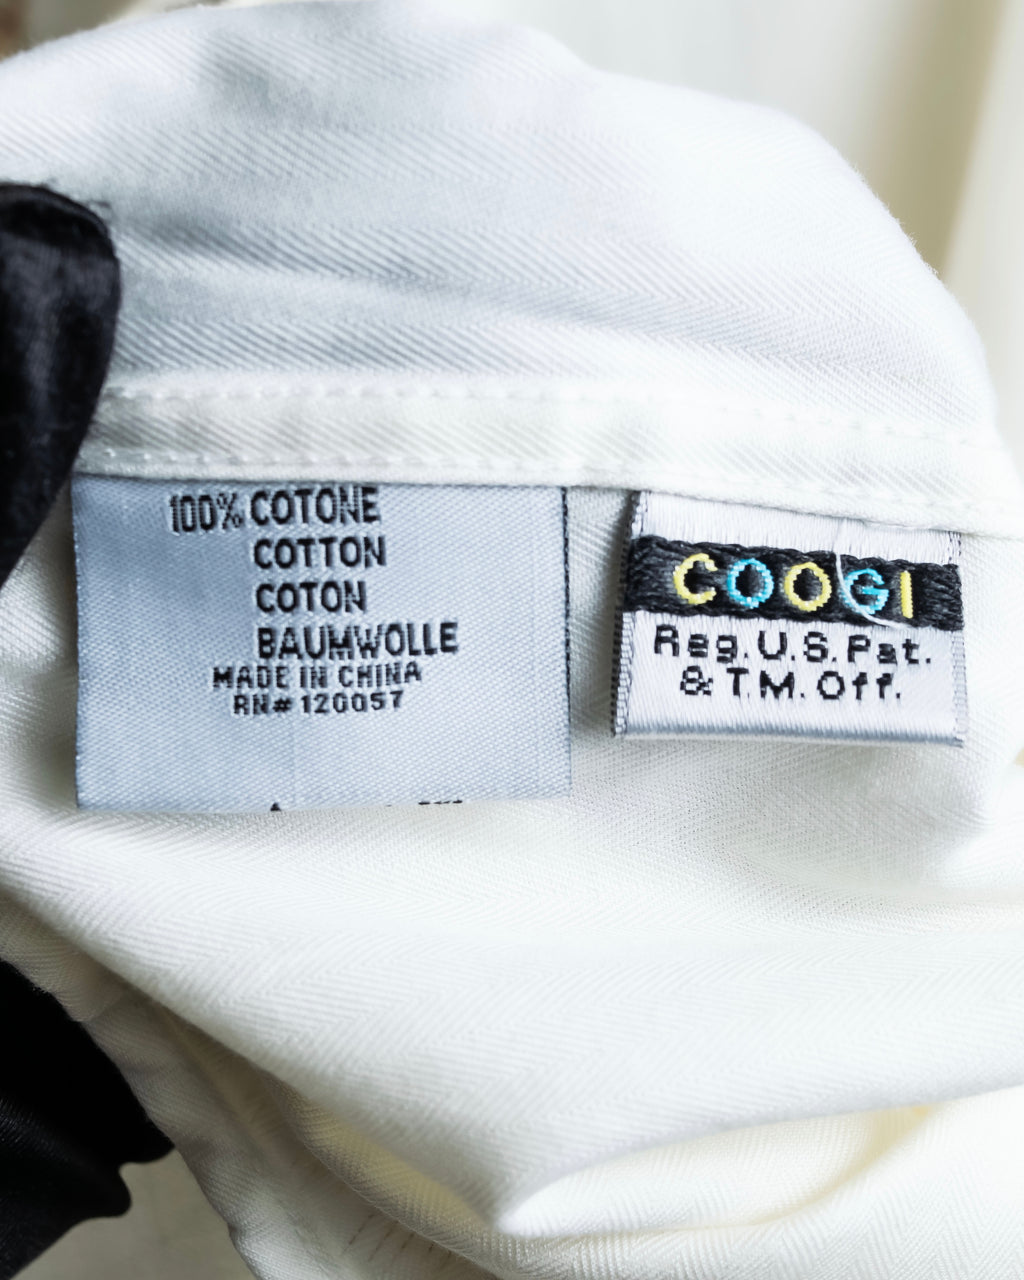 100% COTONE
COTTON
COTON
BAUMWOLLE
MADE IN CHINA
RN# 120057
COOGI
Reg. U.S. Pat.
& T.M. Off.